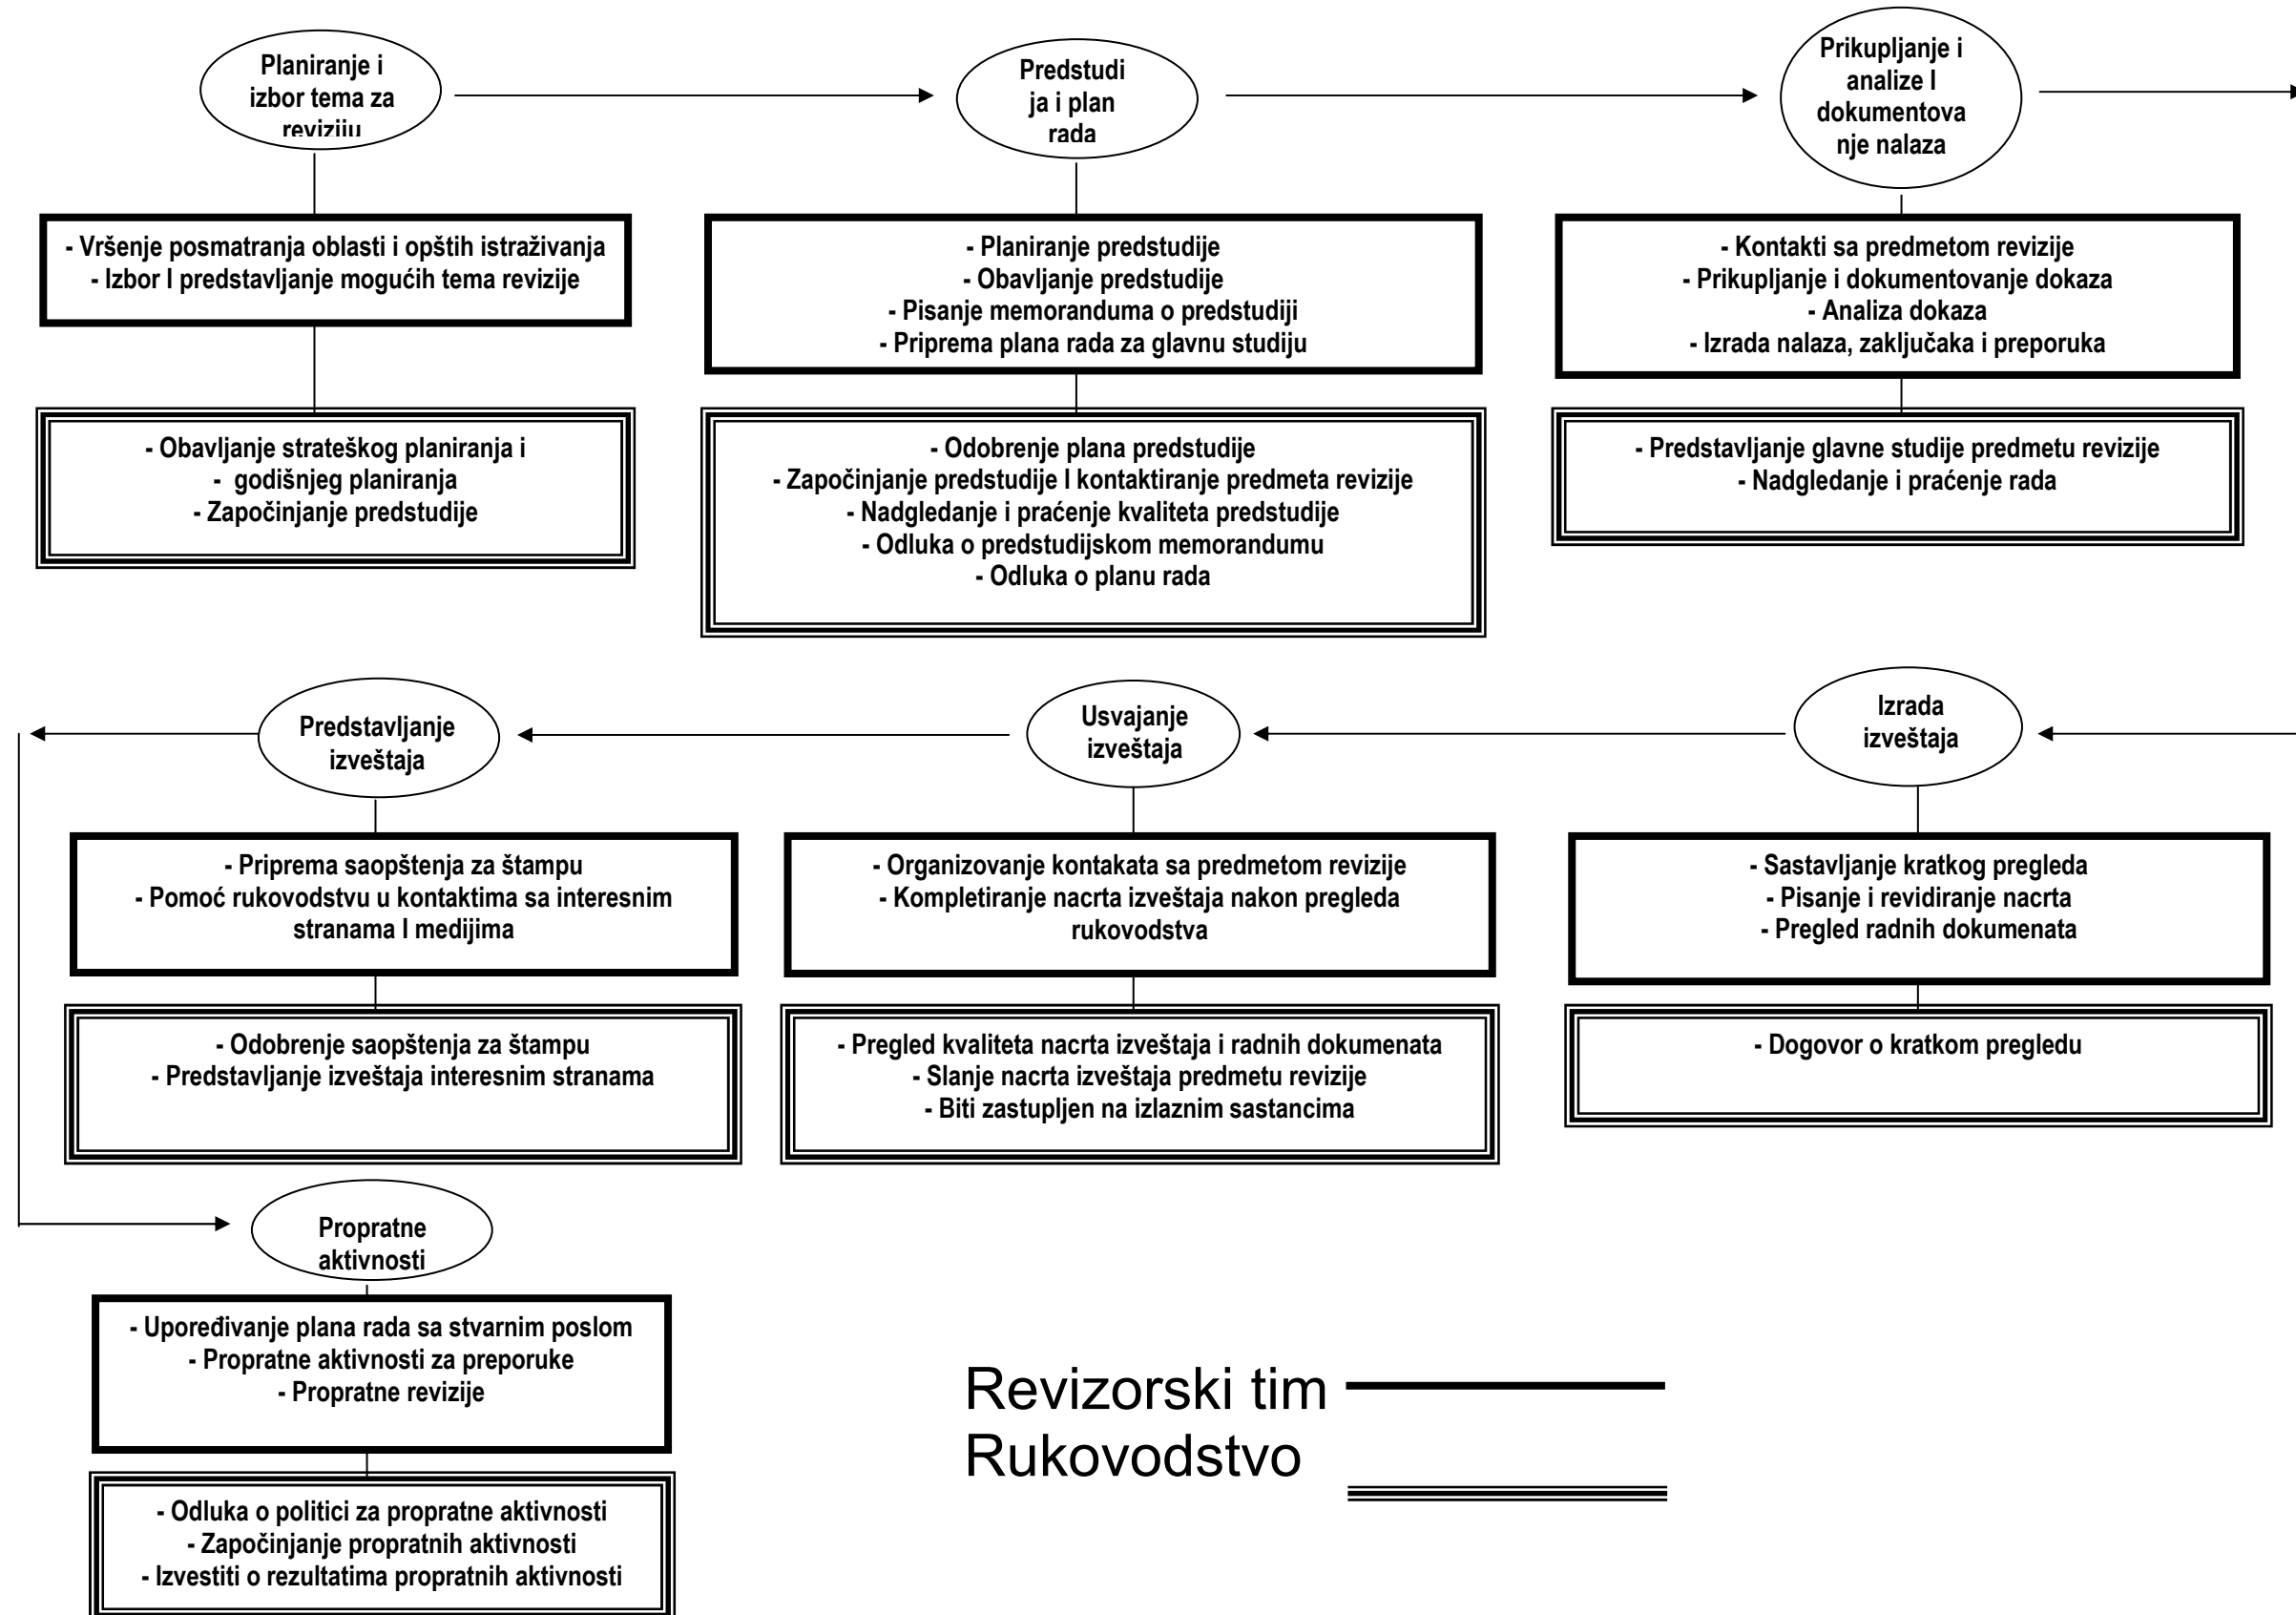 Planiranje i
izbor tema za
reviziju
Predstudi
ja i plan
rada
Prikupljanje i
analize I
dokumentova
nje nalaza
- Vršenje posmatranja oblasti i opštih istraživanja
- Izbor I predstavljanje mogućih tema revizije
- Planiranje predstudije
- Obavljanje predstudije
- Pisanje memoranduma o predstudiji
- Priprema plana rada za glavnu studiju
- Kontakti sa predmetom revizije
- Prikupljanje i dokumentovanje dokaza
- Analiza dokaza
- Izrada nalaza, zaključaka i preporuka
- Obavljanje strateškog planiranja i
- godišnjeg planiranja
- Započinjanje predstudije
- Odobrenje plana predstudije
- Započinjanje predstudije I kontaktiranje predmeta revizije
- Nadgledanje i praćenje kvaliteta predstudije
- Odluka o predstudijskom memorandumu
- Odluka o planu rada
- Predstavljanje glavne studije predmetu revizije
- Nadgledanje i praćenje rada
Predstavljanje
izveštaja
Usvajanje
izveštaja
Izrada
izveštaja
- Priprema saopštenja za štampu
- Pomoć rukovodstvu u kontaktima sa interesnim
stranama I medijima
- Organizovanje kontakata sa predmetom revizije
- Kompletiranje nacrta izveštaja nakon pregleda
rukovodstva
- Sastavljanje kratkog pregleda
- Pisanje i revidiranje nacrta
- Pregled radnih dokumenata
- Odobrenje saopštenja za štampu
- Predstavljanje izveštaja interesnim stranama
- Pregled kvaliteta nacrta izveštaja i radnih dokumenata
- Slanje nacrta izveštaja predmetu revizije
- Biti zastupljen na izlaznim sastancima
- Dogovor o kratkom pregledu
Propratne
aktivnosti
- Upoređivanje plana rada sa stvarnim poslom
- Propratne aktivnosti za preporuke
- Propratne revizije
- Odluka o politici za propratne aktivnosti
- Započinjanje propratnih aktivnosti
- Izvestiti o rezultatima propratnih aktivnosti
Revizorski tim
Rukovodstvo